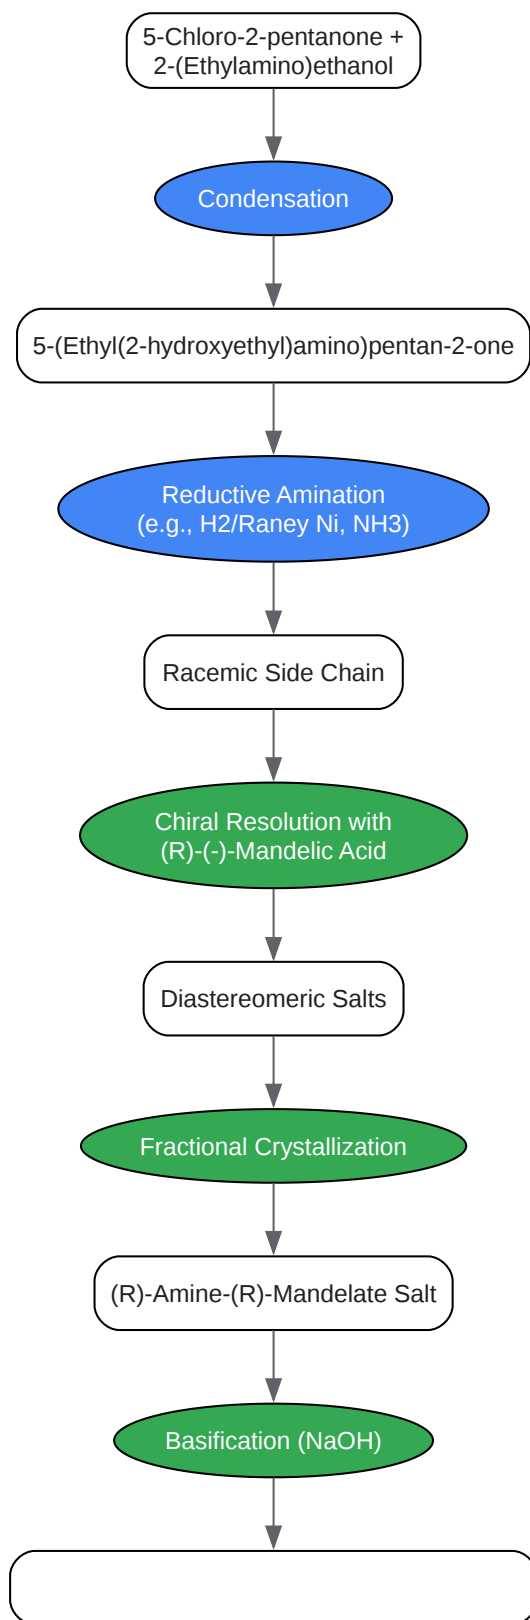 5-Chloro-2-pentanone +
2-(Ethylamino)ethanol
Condensation
5-(Ethyl(2-hydroxyethyl)amino)pentan-2-one
Reductive Amination
(e.g., H2/Raney Ni, NH3)
Racemic Side Chain
Chiral Resolution with
(R)-(-)-Mandelic Acid
Diastereomeric Salts
Fractional Crystallization
(R)-Amine-(R)-Mandelate Salt
Basification (NaOH)